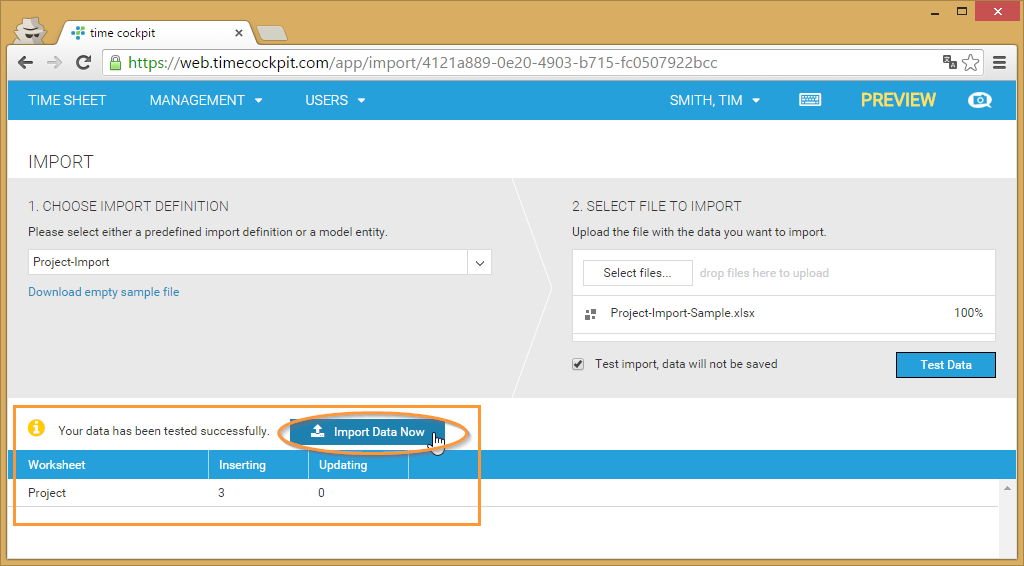 time cockpit
https://web.timecockpit.com/app/import/4121a889-0e20-4903-b715-fc0507922bcc
TIME SHEET MANAGEMENT USERS SMITH, TIM PREVIEW
IMPORT
1. CHOOSE IMPORT DEFINITION
Please select either a predefined import definition or a model entity.
Project-Import
Download empty sample file
2. SELECT FILE TO IMPORT
Upload the file with the data you want to import.
Select files... drop files here to upload
Project-Import-Sample.xlsx 100%
Test import, data will not be saved Test Data
Your data has been tested successfully. Import Data Now
Worksheet Inserting Updating
Project 3 0